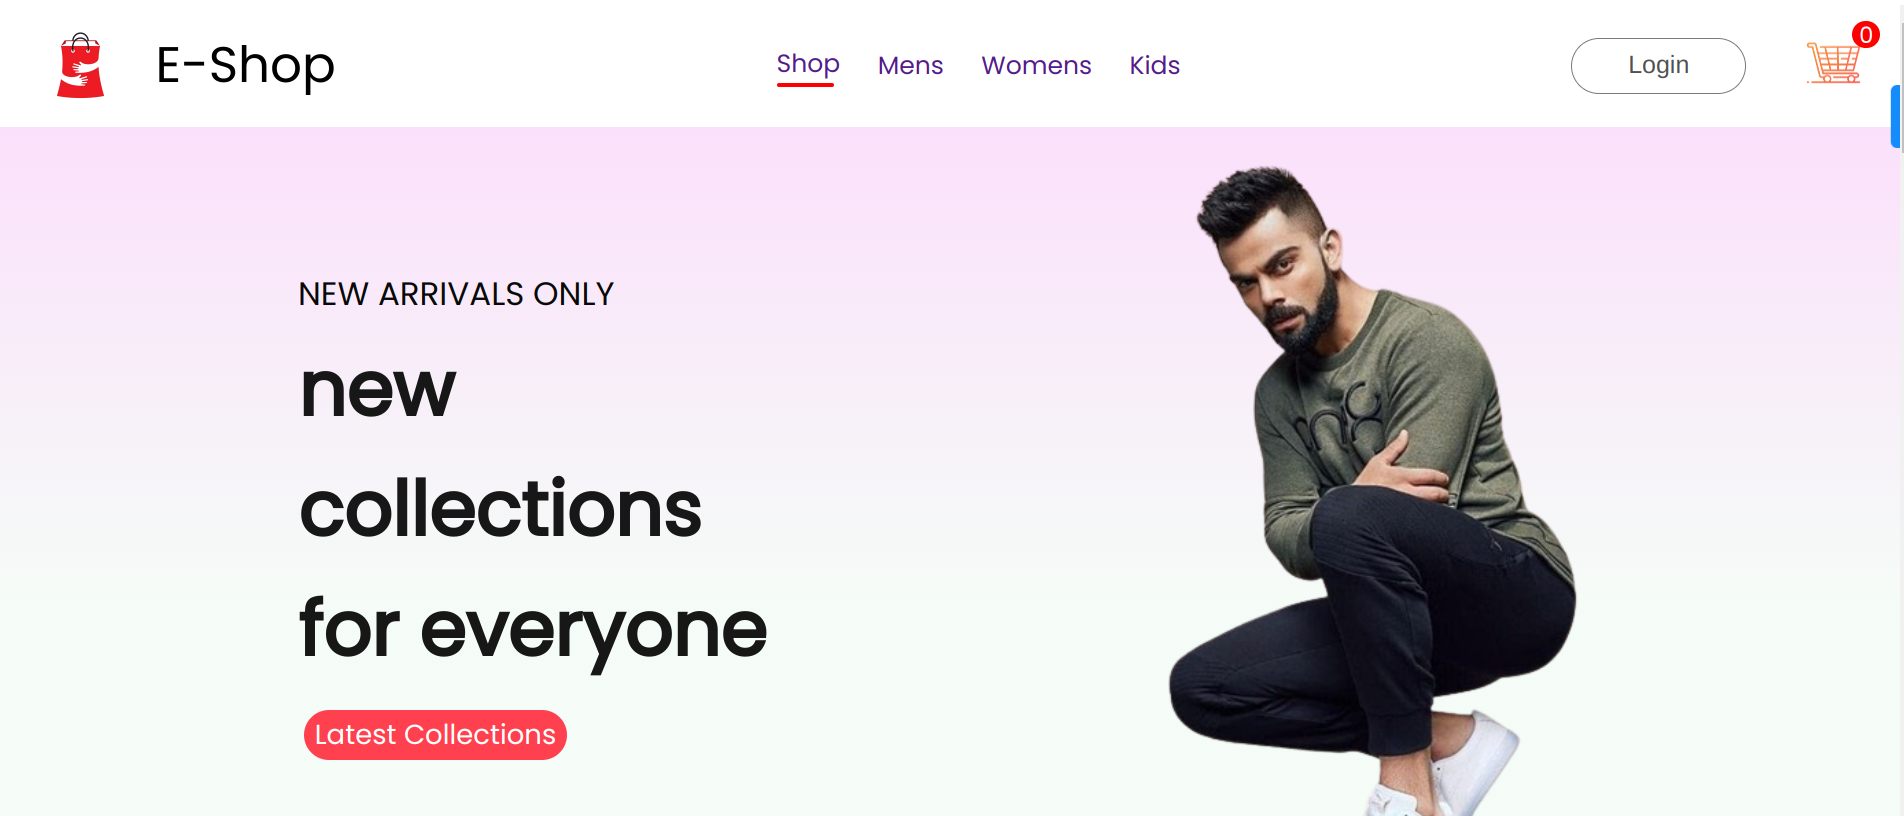 E-Shop
Shop Mens Womens Kids
Login
0
NEW ARRIVALS ONLY
new
collections
for everyone
Latest Collections